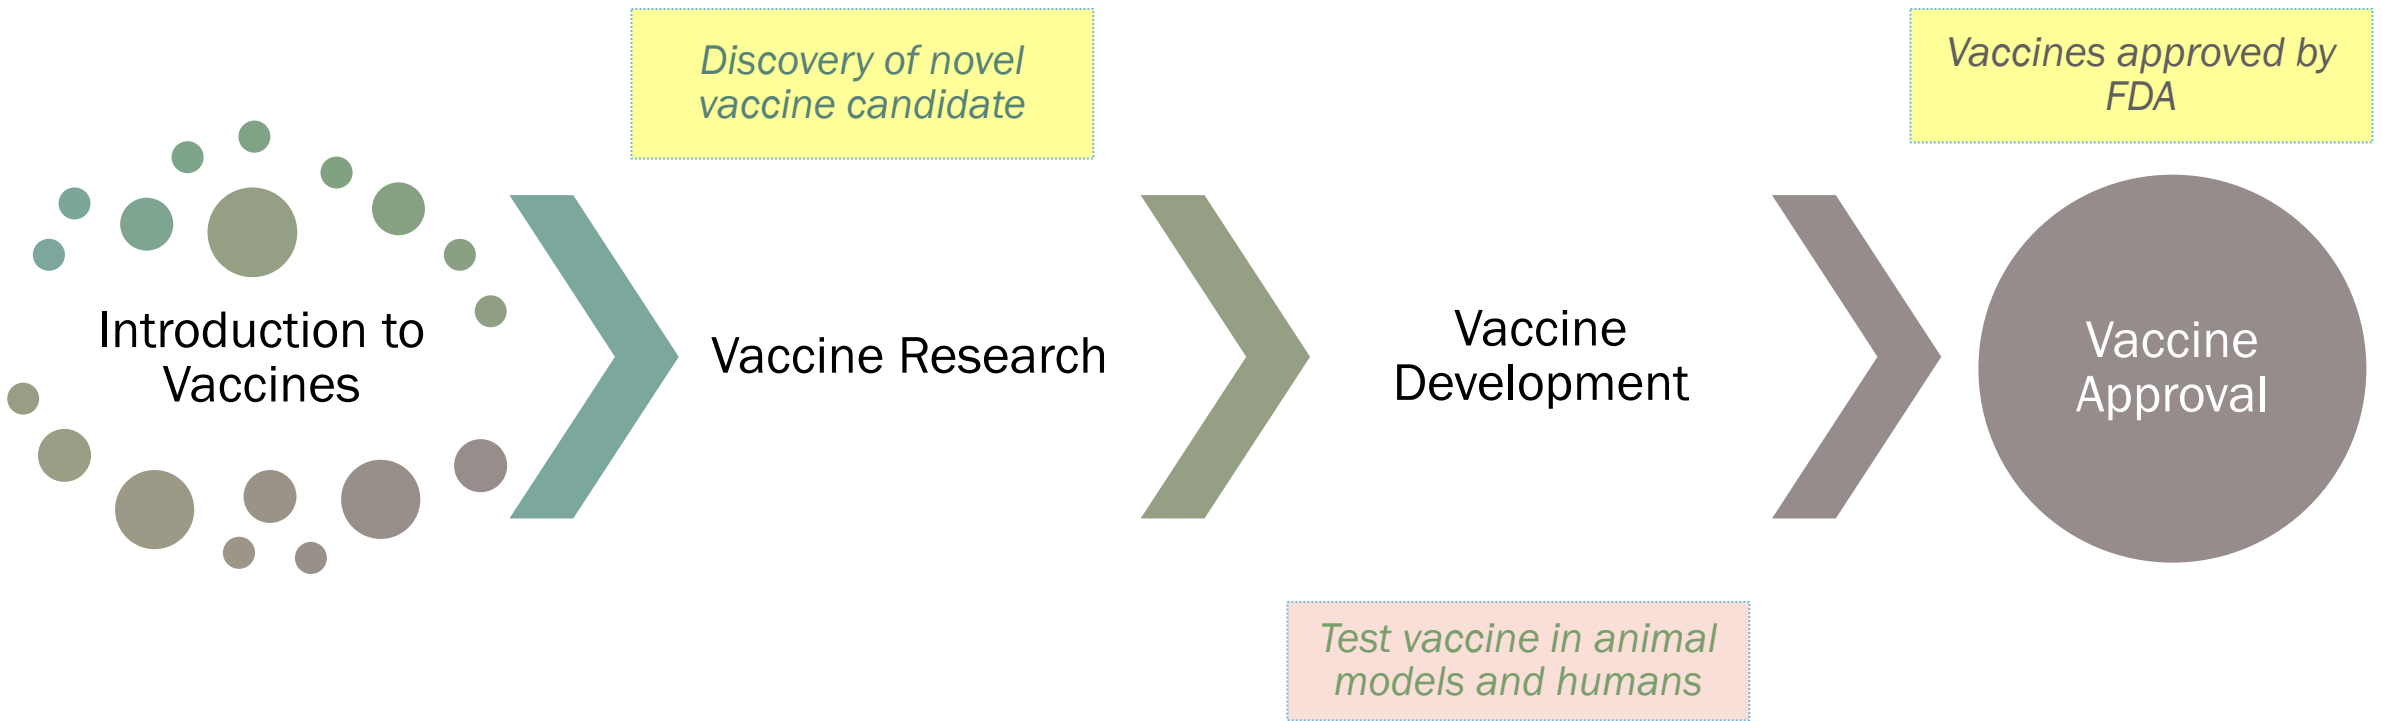 Discovery of novel
vaccine candidate
Vaccines approved by
FDA
Introduction to
Vaccines
Vaccine Research
Vaccine
Development
Vaccine
Approval
Test vaccine in animal
models and humans